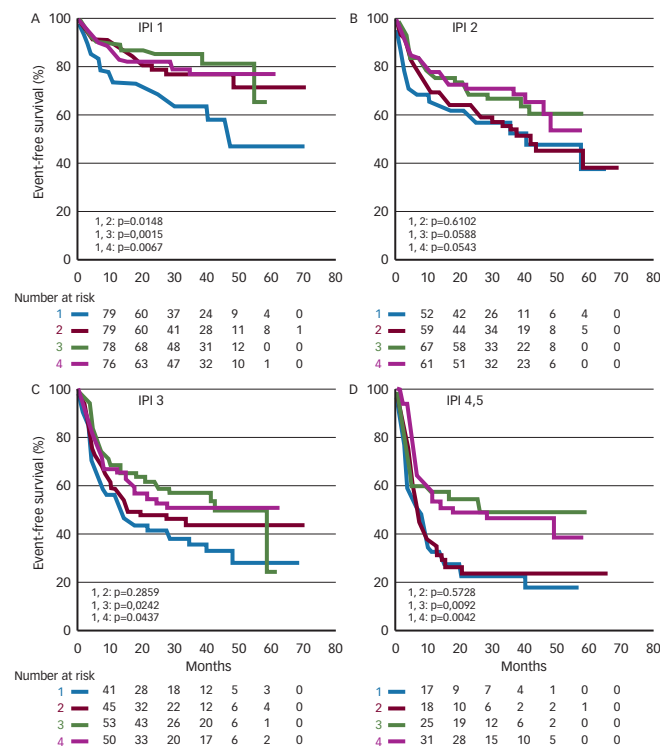 A
IPI 1
Event-free survival (%)
100
80
60
40
20
0
1, 2: p=0.0148
1, 3: p=0,0015
1, 4: p=0.0067
0 10 20 30 40 50 60 70 80
Number at risk
1 79 60 37 24 9 4 0
2 79 60 41 28 11 8 1
3 78 68 48 31 12 0 0
4 76 63 47 32 10 1 0
B
IPI 2
100
80
60
40
20
0
1, 2: p=0.6102
1, 3: p=0.0588
1, 4: p=0.0543
0 10 20 30 40 50 60 70 80
1 52 42 26 11 6 4 0
2 59 44 34 19 8 5 0
3 67 58 33 22 8 0 0
4 61 51 32 23 6 0 0
C
IPI 3
Event-free survival (%)
100
80
60
40
20
0
1, 2: p=0.2859
1, 3: p=0,0242
1, 4: p=0.0437
0 10 20 30 40 50 60 70 80
Months
Number at risk
1 41 28 18 12 5 3 0
2 45 32 22 12 6 4 0
3 53 43 26 20 6 1 0
4 50 33 20 17 6 2 0
D
IPI 4,5
100
80
60
40
20
0
1, 2: p=0.5728
1, 3: p=0,0092
1, 4: p=0.0042
0 10 20 30 40 50 60 70 80
Months
1 17 9 7 4 1 0 0
2 18 10 6 2 2 1 0
3 25 19 12 6 2 0 0
4 31 28 15 10 5 0 0